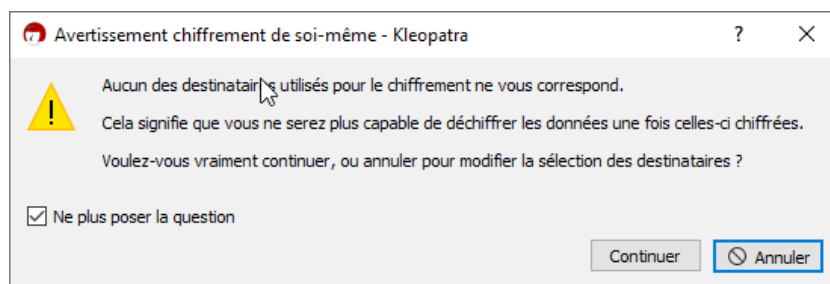 Avertissement chiffrement de soi-même - Kleopatra ?
Aucun des destinataires utilisés pour le chiffrement ne vous correspond.
Cela signifie que vous ne serez plus capable de déchiffrer les données une fois celles-ci chiffrées.
Voulez-vous vraiment continuer, ou annuler pour modifier la sélection des destinataires ?
Ne plus poser la question
Continuer Annuler